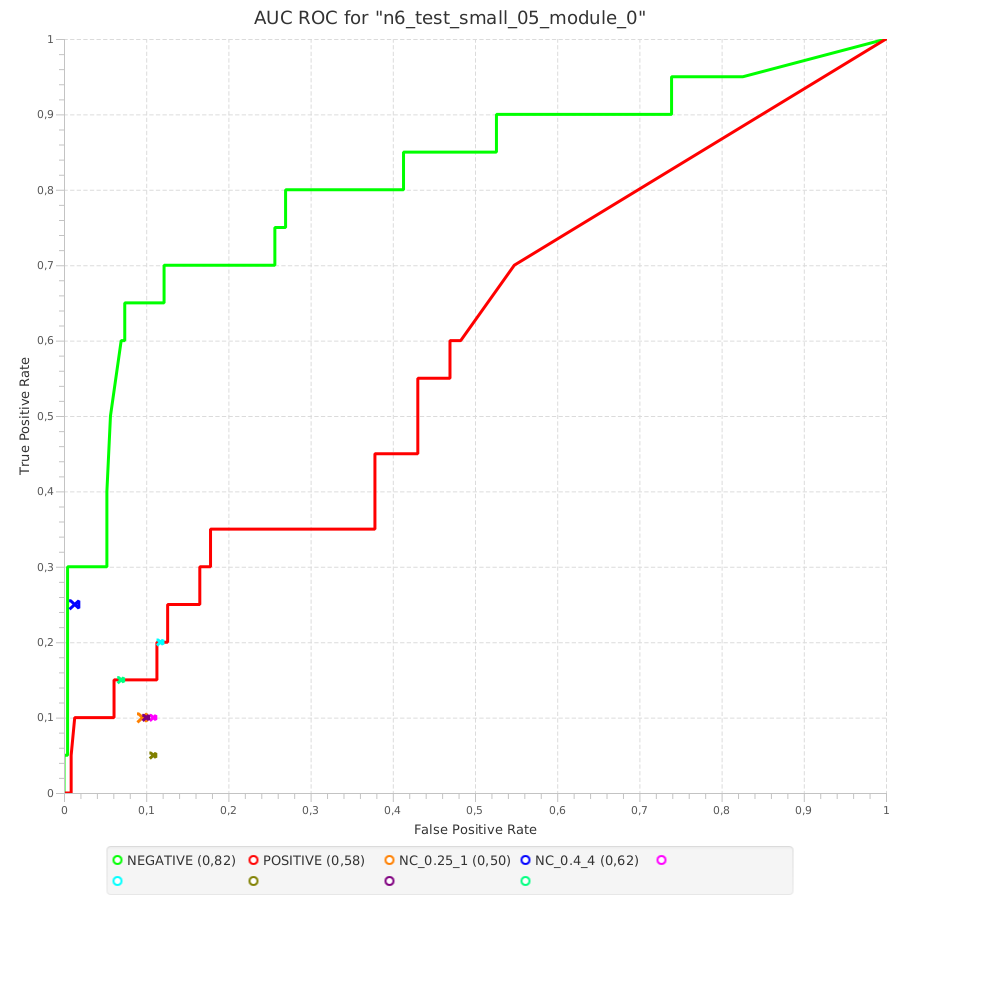 AUC ROC for "n6_test_small_05_module_0"
1
0,9
0,8
0,7
0,6
0,5
0,4
0,3
0,2
0,1
0
True Positive Rate
0 0,1 0,2 0,3 0,4 0,5 0,6 0,7 0,8 0,9 1
False Positive Rate
NEGATIVE (0,82) POSITIVE (0,58) NC_0.25_1 (0,50) NC_0.4_4 (0,62)